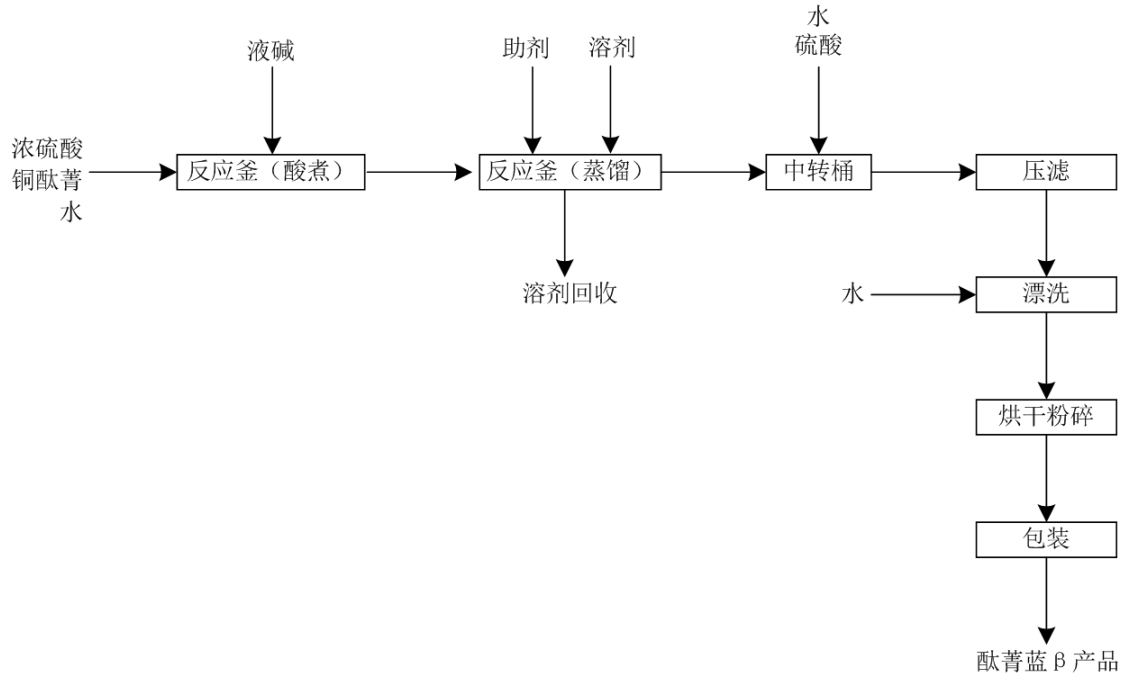 水
硫酸
液碱
助剂
溶剂
浓硫酸
铜酞菁
水
反应釜（酸煮）
反应釜（蒸馏）
中转桶
压滤
溶剂回收
水
漂洗
烘干粉碎
包装
酞菁蓝β产品